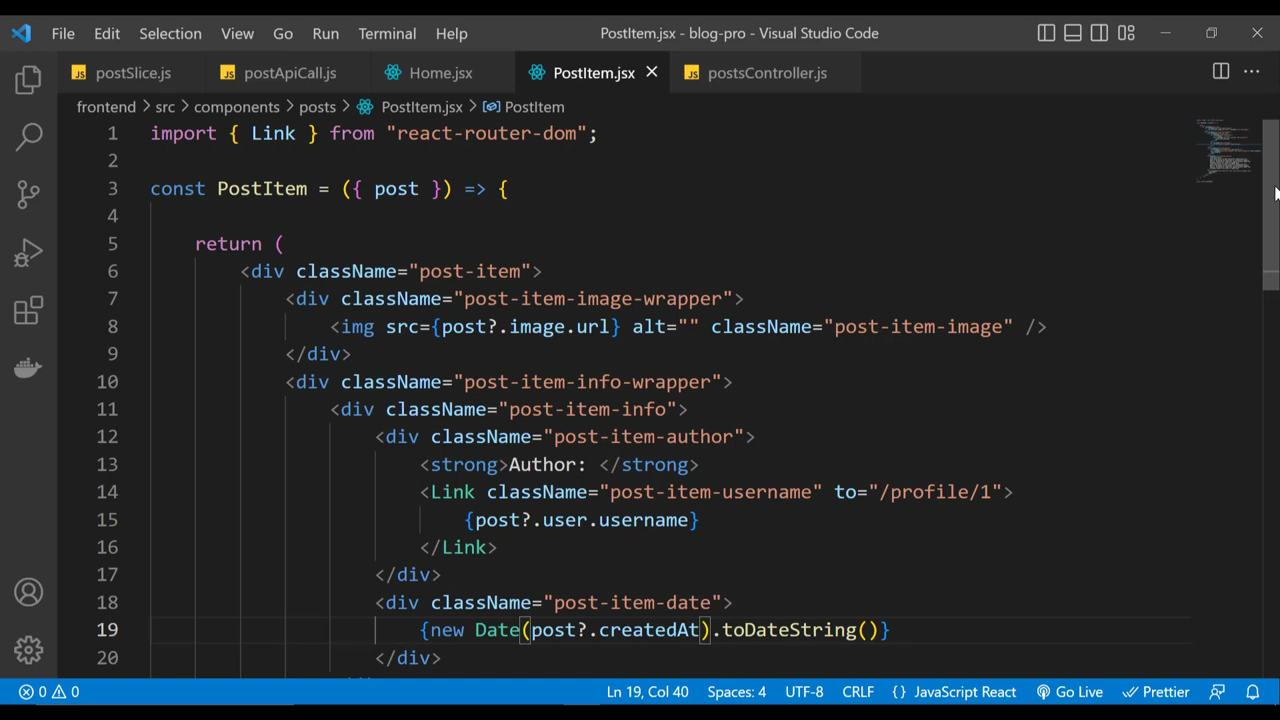 File Edit Selection View Go Run Terminal Help PostItem.jsx - blog-pro - Visual Studio Code
JS postSlice.js JS postApiCall.js Home.jsx PostItem.jsx JS postsController.js
frontend > src > components > posts > PostItem.jsx > PostItem
1 import { Link } from "react-router-dom";
2
3 const PostItem = ({ post }) => {
4
5 return (
6 <div className="post-item">
7 <div className="post-item-image-wrapper">
8 <img src={post?.image.url} alt="" className="post-item-image" />
9 </div>
10 <div className="post-item-info-wrapper">
11 <div className="post-item-info">
12 <div className="post-item-author">
13 <strong>Author: </strong>
14 <Link className="post-item-username" to="/profile/1">
15 {post?.user.username}
16 </Link>
17 </div>
18 <div className="post-item-date">
19 {new Date(post?.createdAt).toDateString()}
20 </div>
0 0 Ln 19, Col 40 Spaces: 4 UTF-8 CRLF {} JavaScript React Go Live Prettier